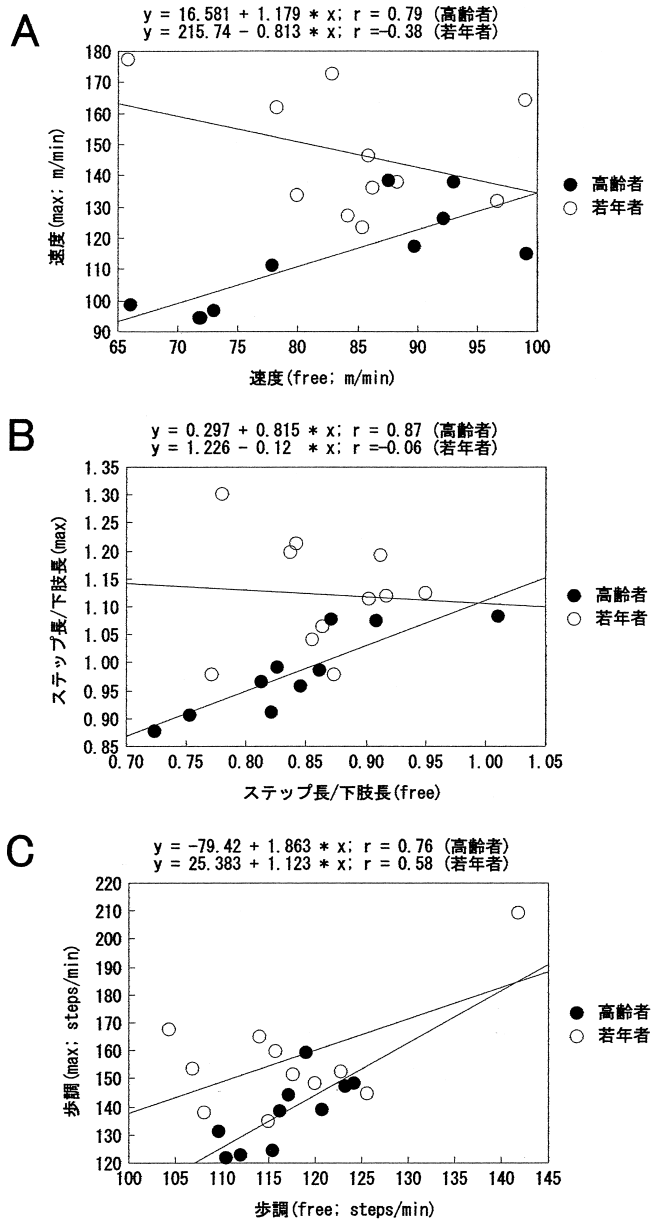 A
y = 16.581 + 1.179 * x; r = 0.79 (高齢者)
y = 215.74 - 0.813 * x; r =-0.38 (若年者)
速度(max; m/min)
180
170
160
150
140
130
120
110
100
90
65 70 75 80 85 90 95 100
速度(free; m/min)
高齢者
若年者
B
y = 0.297 + 0.815 * x; r = 0.87 (高齢者)
y = 1.226 - 0.12 * x; r =-0.06 (若年者)
ステップ長/下肢長(max)
1.35
1.30
1.25
1.20
1.15
1.10
1.05
1.00
0.95
0.90
0.85
0.70 0.75 0.80 0.85 0.90 0.95 1.00 1.05
ステップ長/下肢長(free)
高齢者
若年者
C
y = -79.42 + 1.863 * x; r = 0.76 (高齢者)
y = 25.383 + 1.123 * x; r = 0.58 (若年者)
歩調(max; steps/min)
220
210
200
190
180
170
160
150
140
130
120
100 105 110 115 120 125 130 135 140 145
歩調(free; steps/min)
高齢者
若年者